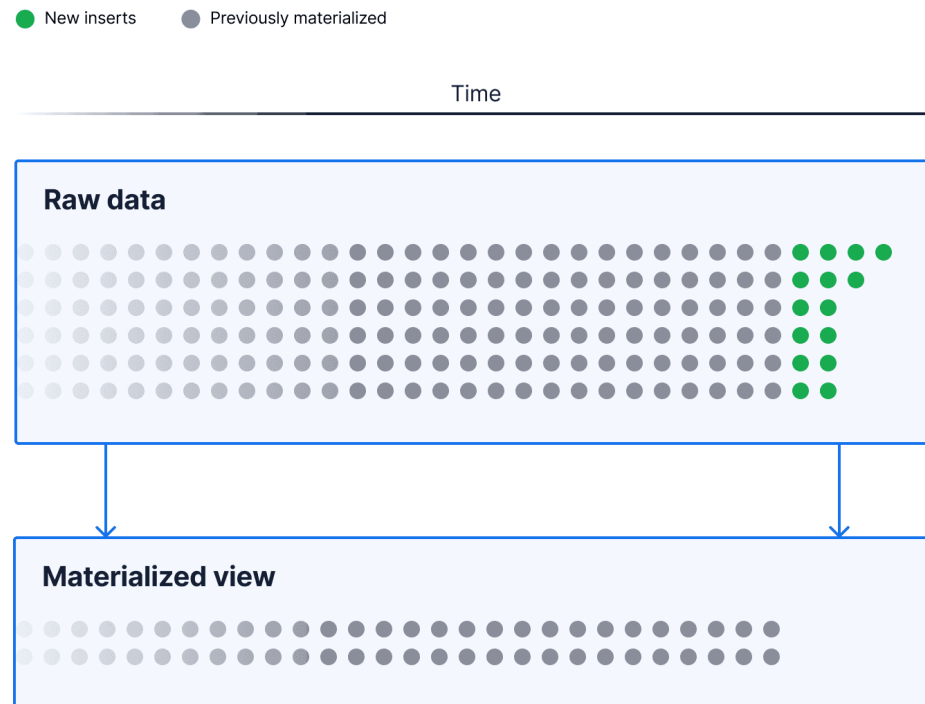 New inserts
Previously materialized
Time
Raw data
Materialized view